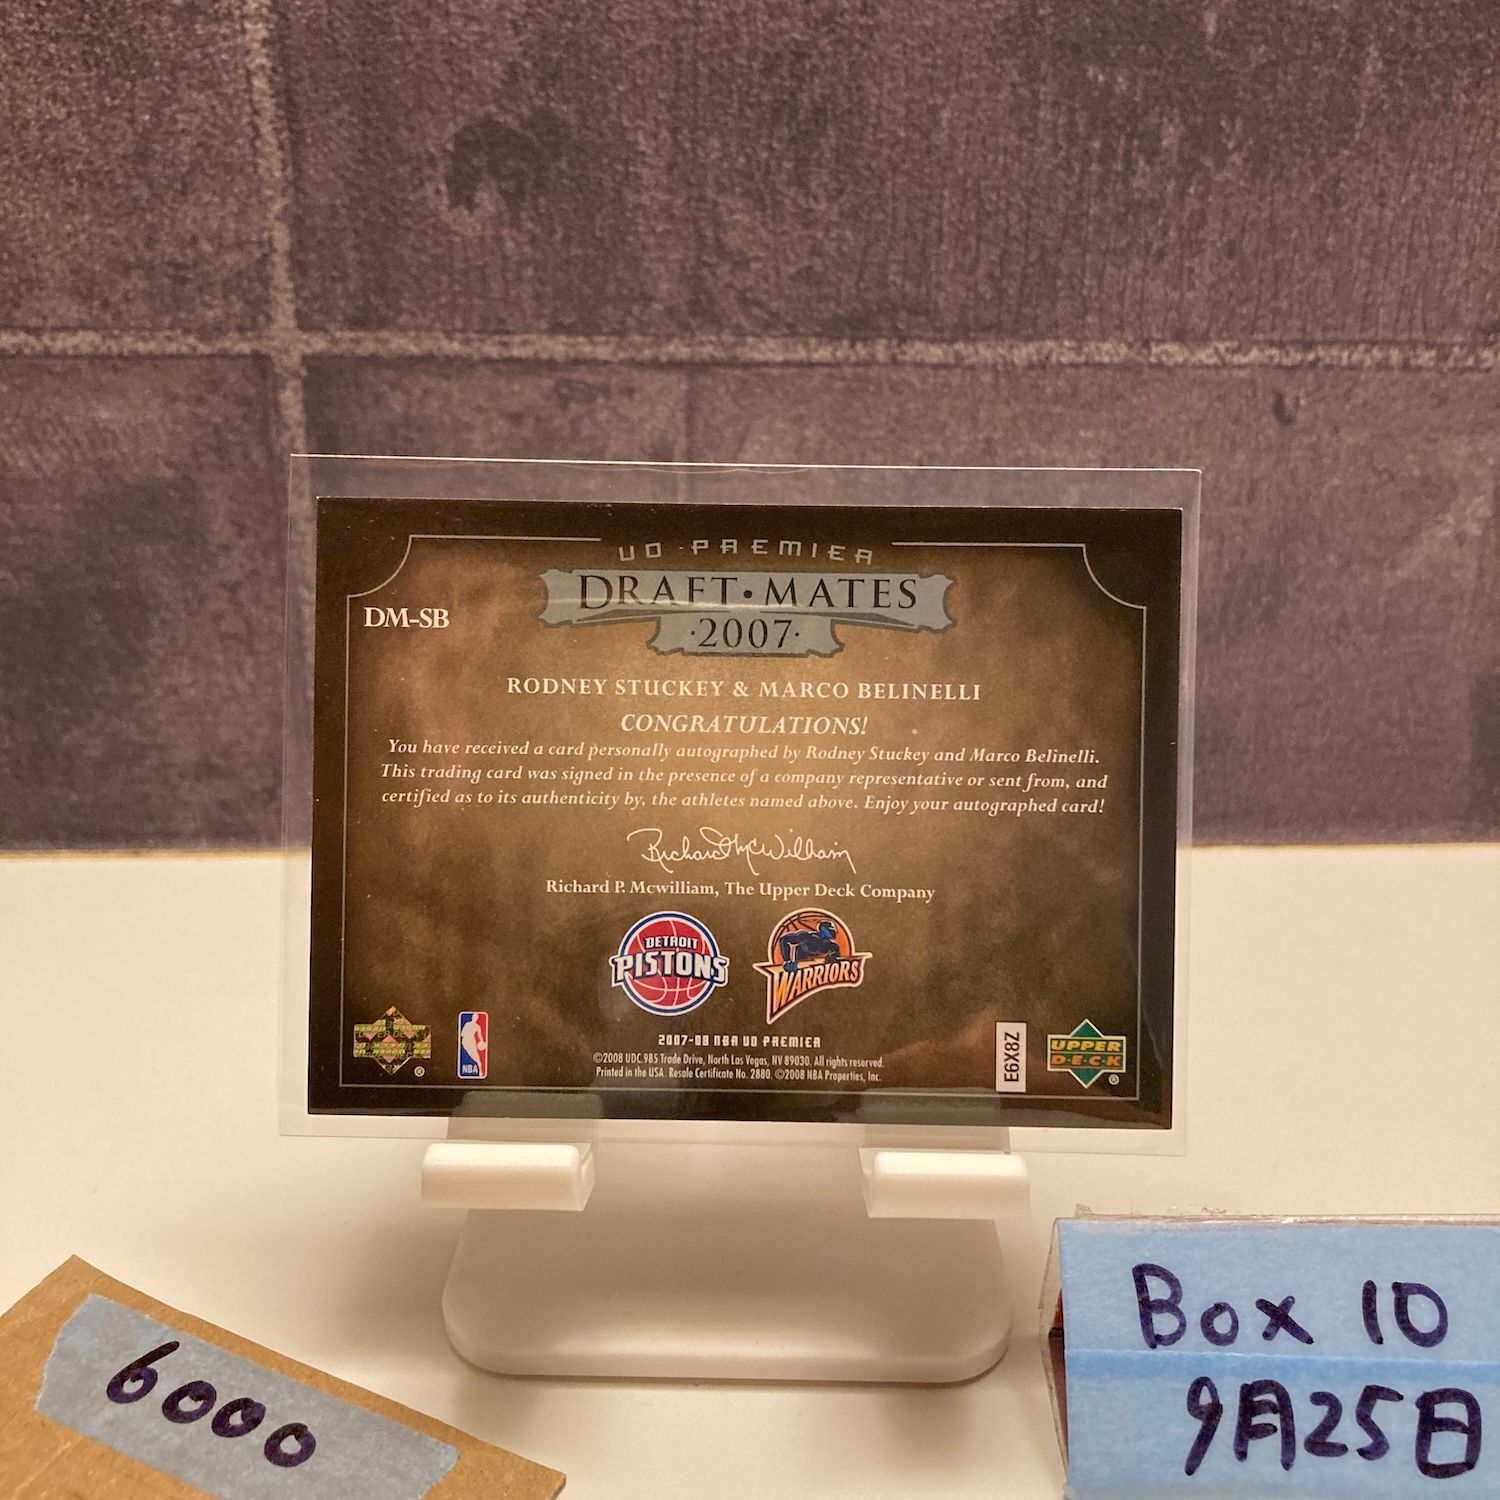 UD PREMIER
DRAFT • MATES
·2007·
DM-SB
RODNEY STUCKEY & MARCO BELINELLI
CONGRATULATIONS!
You have received a card personally autographed by Rodney Stuckey and Marco Belinelli.
This trading card was signed in the presence of a company representative or sent from, and
certified as to its authenticity by, the athletes named above. Enjoy your autographed card!
Richard McWilliam
Richard P. Mcwilliam, The Upper Deck Company
DETROIT
PISTONS
WARRIORS
2007-08 NBA UD PREMIER
©2008 UDC. 985 Trade Drive, North Las Vegas, NV 89030. All rights reserved.
Printed in the USA. Resale Certificate No. 2880. ©2008 NBA Properties, Inc.
NBA
®
E6X8Z
UPPER
D·E·C·K
®
6000
Box 10
9月25日